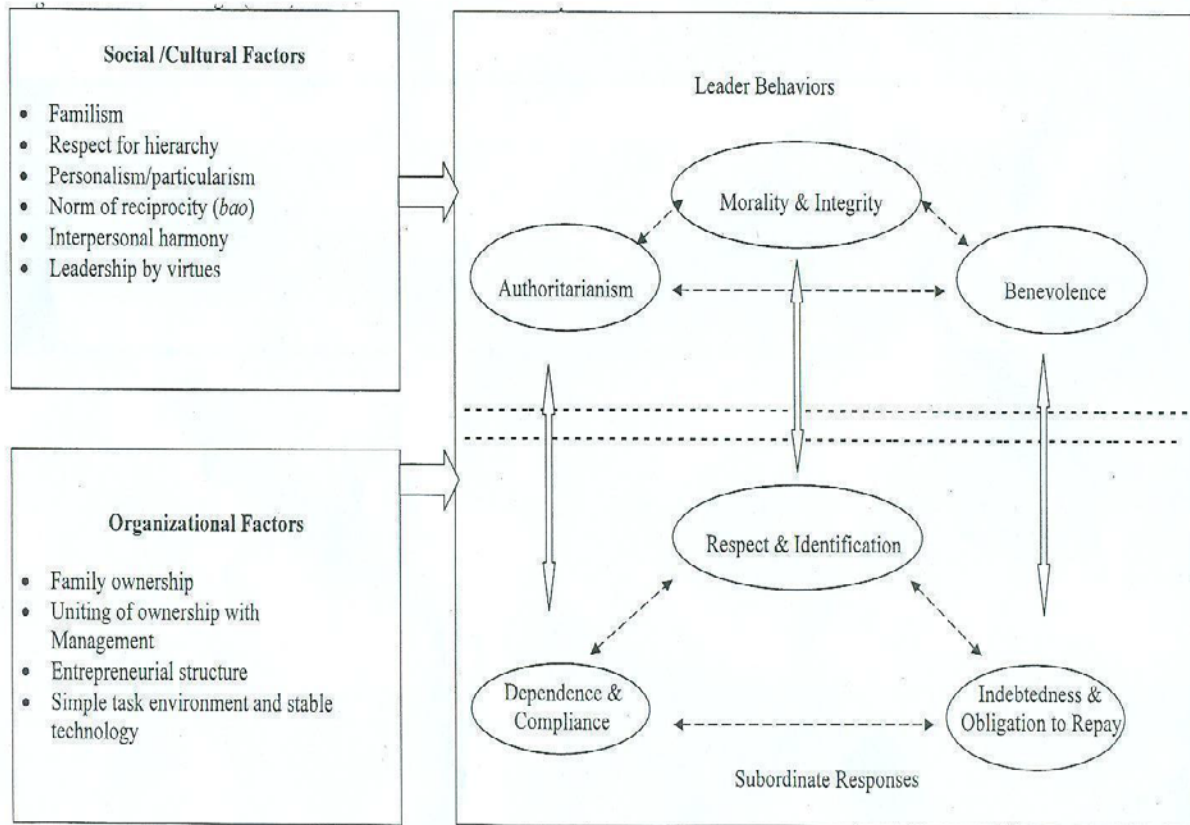 Social /Cultural Factors
• Familism
• Respect for hierarchy
• Personalism/particularism
• Norm of reciprocity (bao)
• Interpersonal harmony
• Leadership by virtues
Organizational Factors
• Family ownership
• Uniting of ownership with
Management
• Entrepreneurial structure
• Simple task environment and stable
technology
Leader Behaviors
Morality & Integrity
Authoritarianism
Benevolence
Respect & Identification
Dependence &
Compliance
Indebtedness &
Obligation to Repay
Subordinate Responses